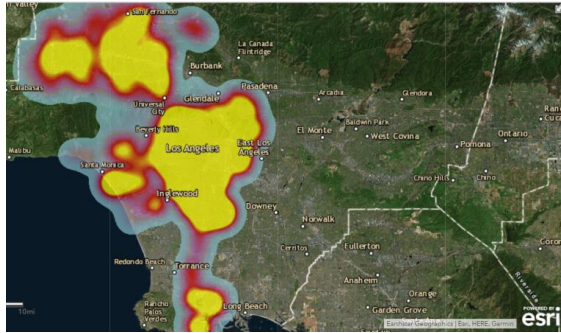 San Fernando
La Canada
Flintridge
Burbank
Calabasas
Pasadena
Glendale
Arcadia
Glendora
Universal
City
Beverly Hills
Baldwin Park
El Monte
West Covina
Ontario
Los Angeles
East Los
Angeles
Pomona
Malibu
Santa Monica
Chino Hills
Chino
Inglewood
Downey
Norwalk
Cerritos
Fullerton
Redondo Beach
Torrance
Anaheim
Riverside
Orange
Rancho
Palos
Verdes
Long Beach
Garden Grove
10mi
Earthstar Geographics | Esri, HERE, Garmin
POWERED BY
esri